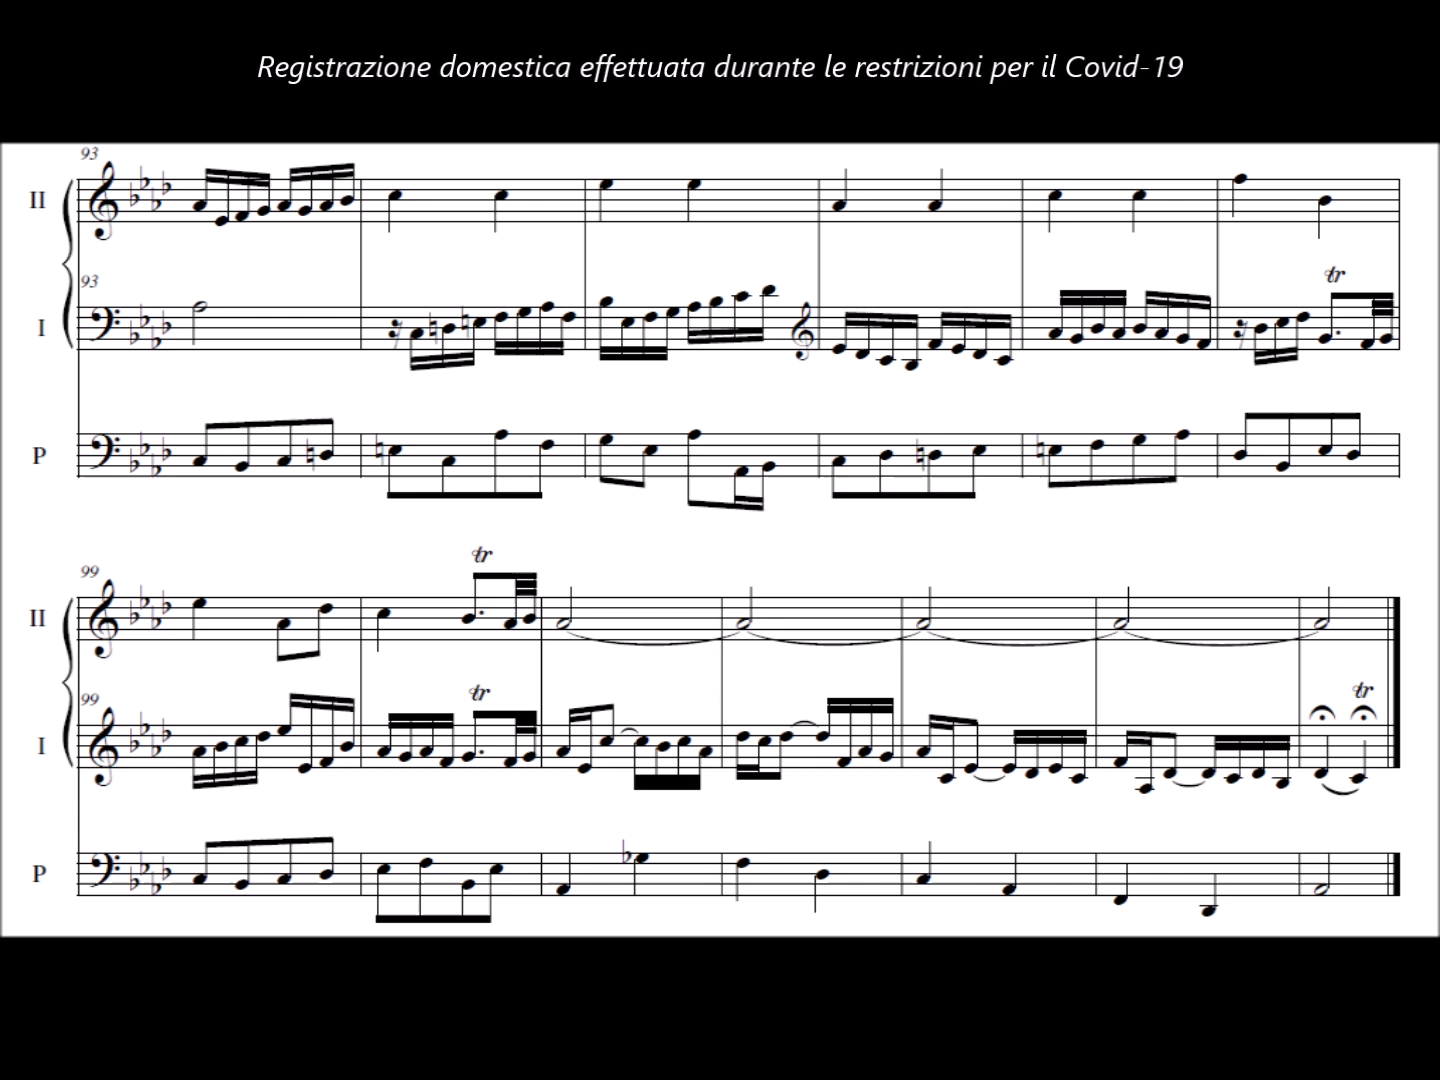 Registrazione domestica effettuata durante le restrizioni per il Covid-19
93
II
93
I
P
tr
99
II
tr
99
I
tr
tr
P